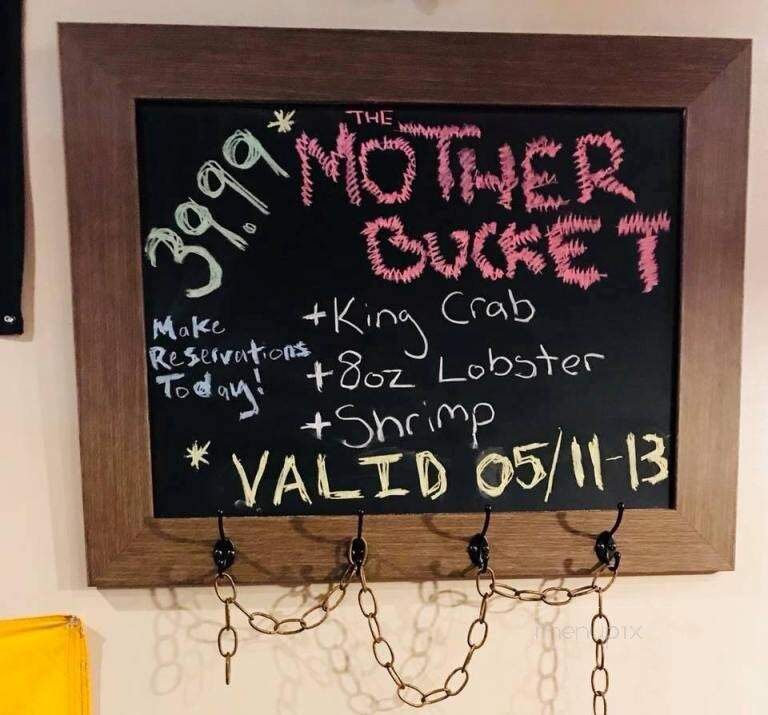 39.99*
THE
MOTHER
BUCKET
+King Crab
+8oz Lobster
+Shrimp
Make
Reservations
Today!
* VALID 05/11-13